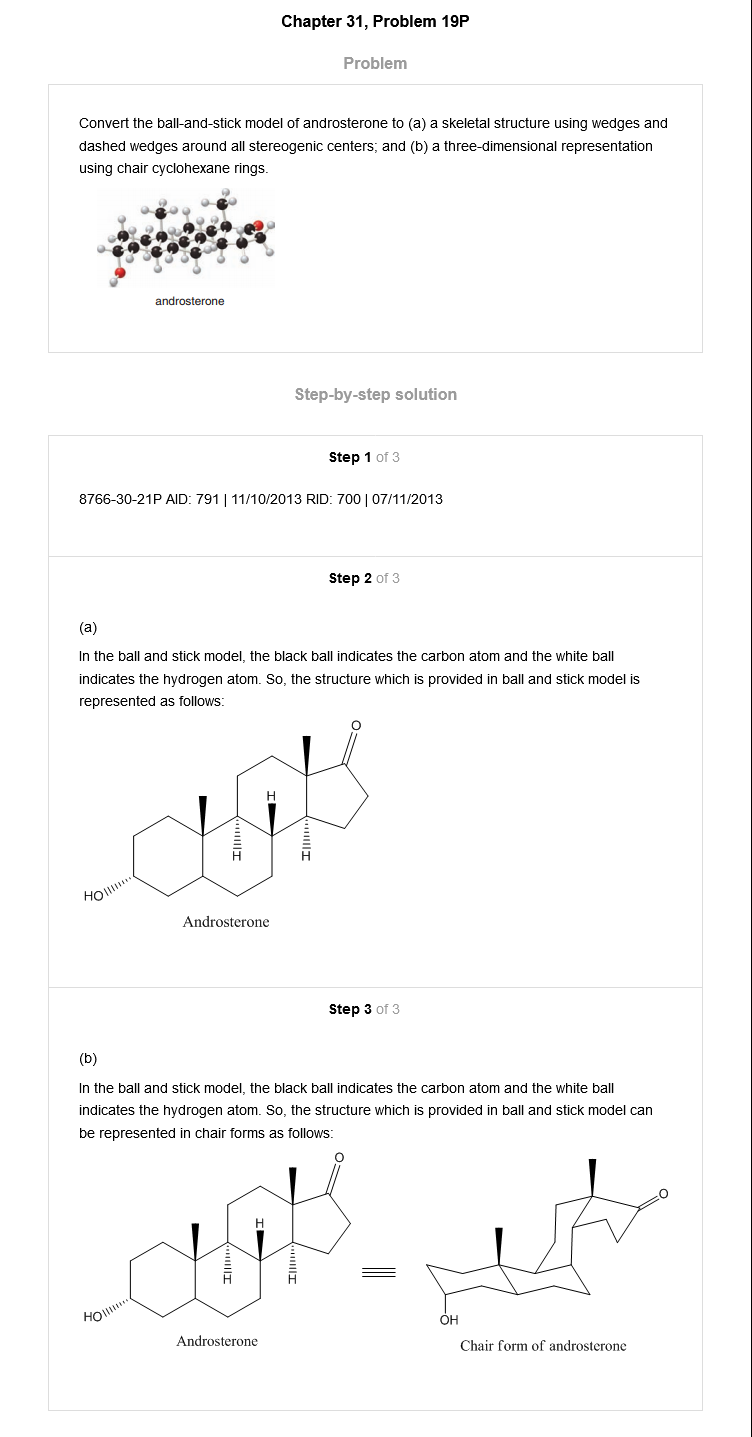 Chapter 31, Problem 19P
Problem
Convert the ball-and-stick model of androsterone to (a) a skeletal structure using wedges and
dashed wedges around all stereogenic centers; and (b) a three-dimensional representation
using chair cyclohexane rings.
androsterone
Step-by-step solution
Step 1 of 3
8766-30-21P AID: 791 | 11/10/2013 RID: 700 | 07/11/2013
Step 2 of 3
(a)
In the ball and stick model, the black ball indicates the carbon atom and the white ball
indicates the hydrogen atom. So, the structure which is provided in ball and stick model is
represented as follows:
O
H
H
H
HO
Androsterone
Step 3 of 3
(b)
In the ball and stick model, the black ball indicates the carbon atom and the white ball
indicates the hydrogen atom. So, the structure which is provided in ball and stick model can
be represented in chair forms as follows:
O
H
H
H
HO
Androsterone
O
OH
Chair form of androsterone